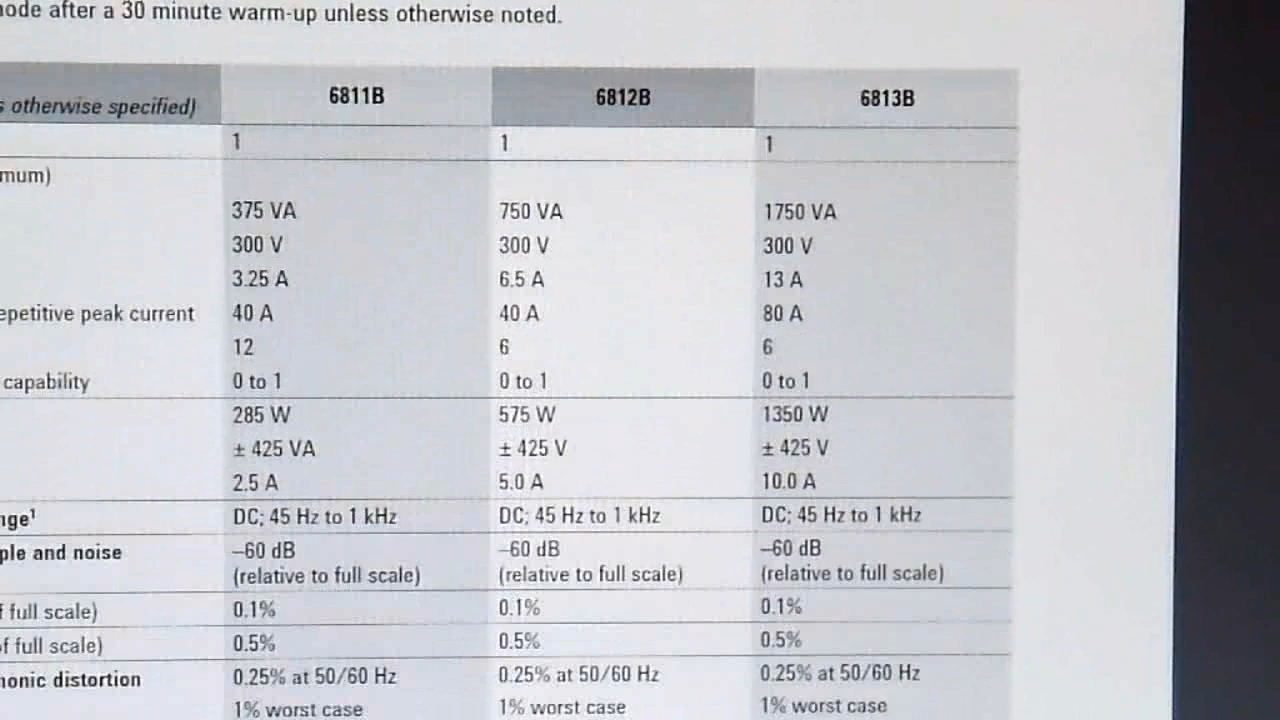 node after a 30 minute warm-up unless otherwise noted.
otherwise specified) 6811B 6812B 6813B
1 1 1
375 VA 750 VA 1750 VA
300 V 300 V 300 V
3.25 A 6.5 A 13 A
epetitive peak current 40 A 40 A 80 A
12 6 6
capability 0 to 1 0 to 1 0 to 1
285 W 575 W 1350 W
± 425 VA ± 425 V ± 425 V
2.5 A 5.0 A 10.0 A
nge¹ DC; 45 Hz to 1 kHz DC; 45 Hz to 1 kHz DC; 45 Hz to 1 kHz
ple and noise –60 dB –60 dB –60 dB
(relative to full scale) (relative to full scale) (relative to full scale)
f full scale) 0.1% 0.1% 0.1%
of full scale) 0.5% 0.5% 0.5%
nonic distortion 0.25% at 50/60 Hz 0.25% at 50/60 Hz 0.25% at 50/60 Hz
1% worst case 1% worst case 1% worst case